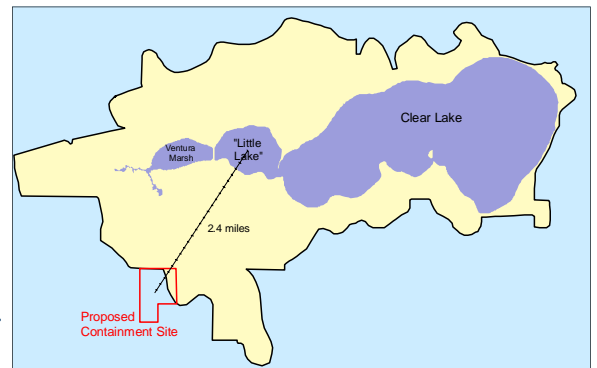 Clear Lake
"Little
Lake"
Ventura
Marsh
2.4 miles
Proposed
Containment Site